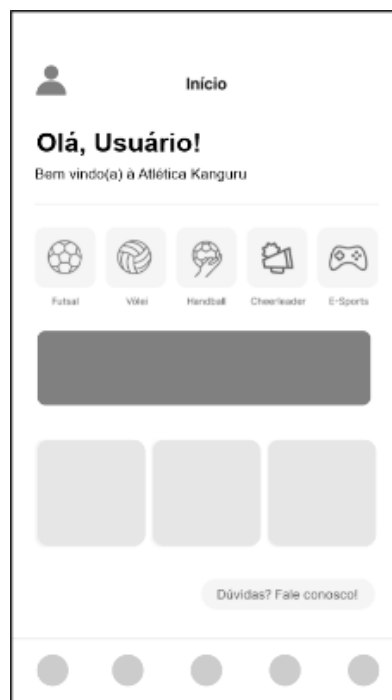 Início
Olá, Usuário!
Bem vindo(a) à Atlética Kanguru
Futsal
Vôlei
Handball
Cheerleader
E-Sports
Dúvidas? Fale conosco!